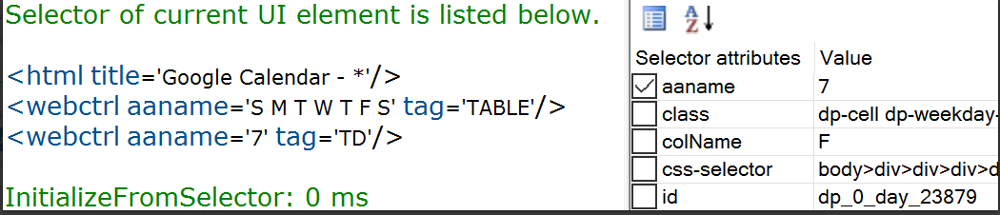 Selector of current UI element is listed below.
<html title='Google Calendar - *'/>
<webctrl aaname='S M T W T F S' tag='TABLE'/>
<webctrl aaname='7' tag='TD'/>
InitializeFromSelector: 0 ms
A
Z
Selector attributes Value
aaname 7
class dp-cell dp-weekday-
colName F
css-selector body>div>div>div>d
id dp_0_day_23879